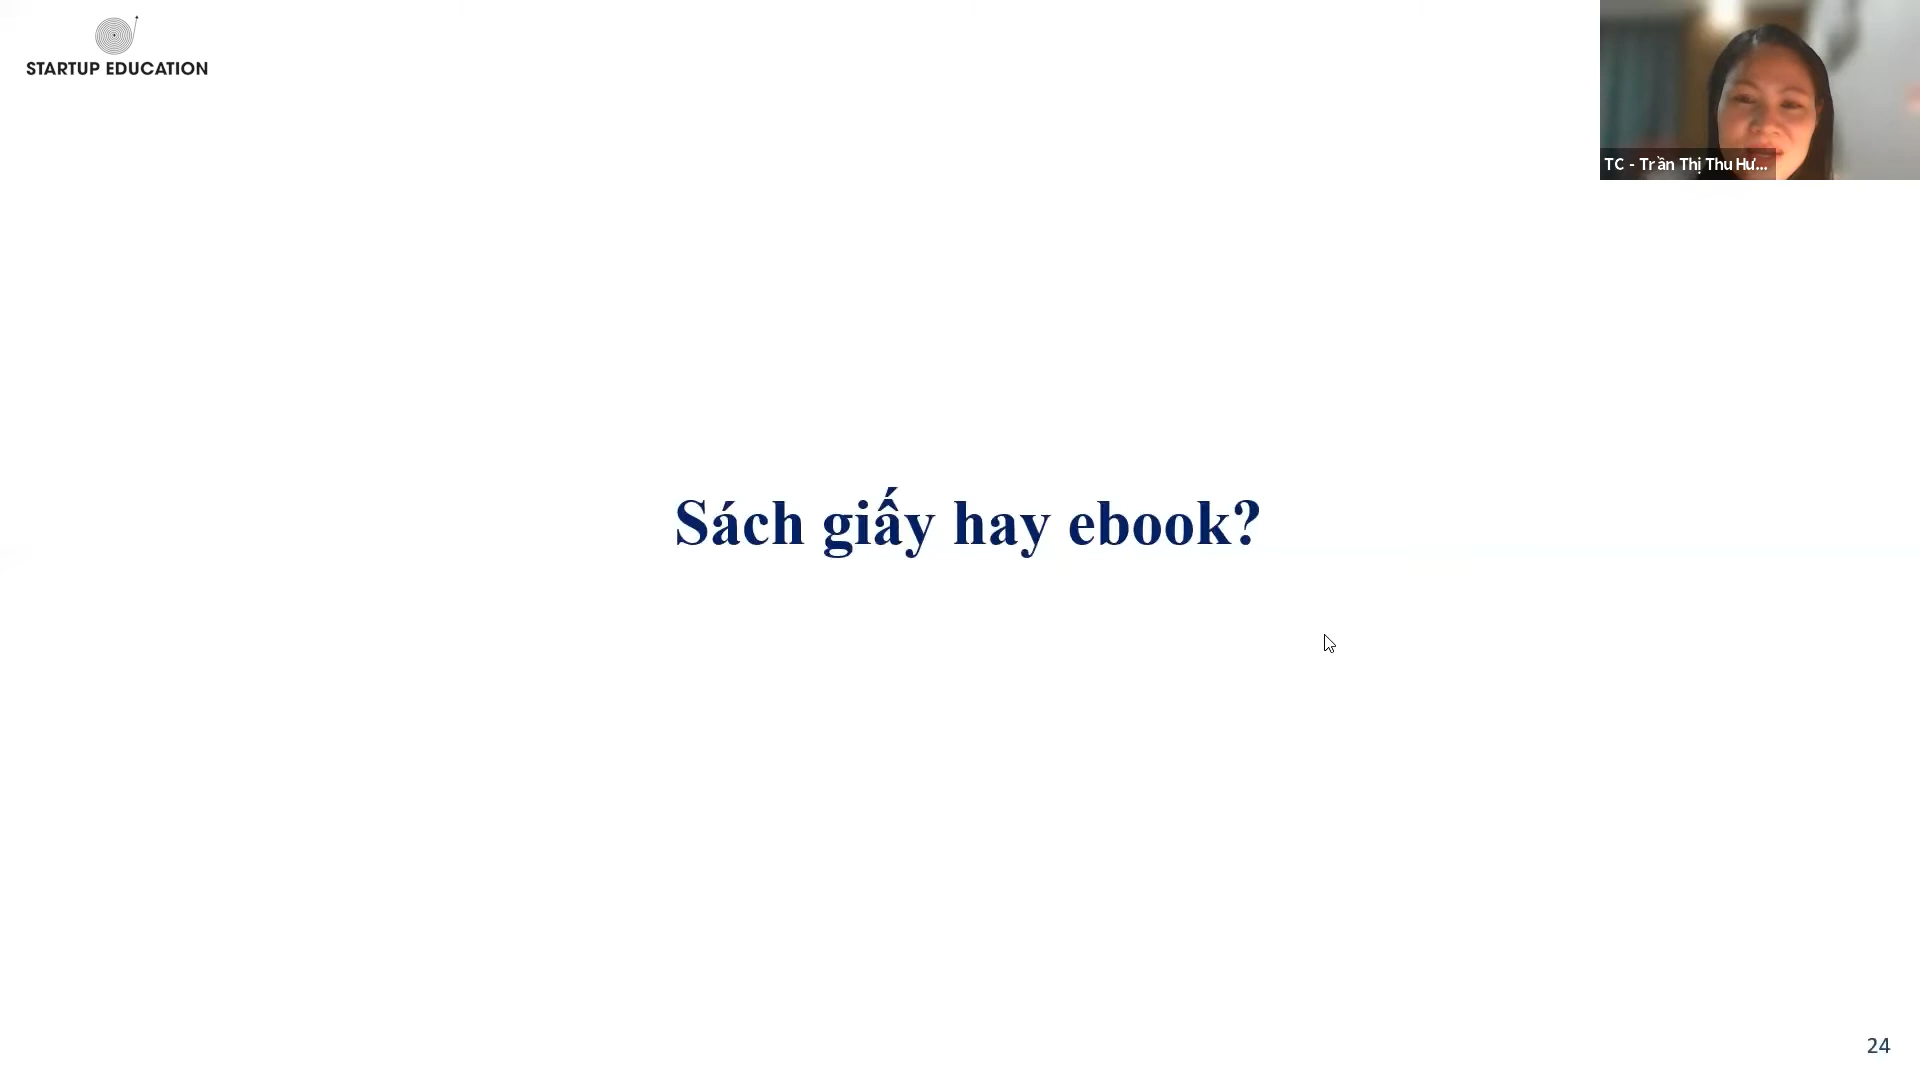 STARTUP EDUCATION
TC - Trần Thị Thu Hư...
Sách giấy hay ebook?
24